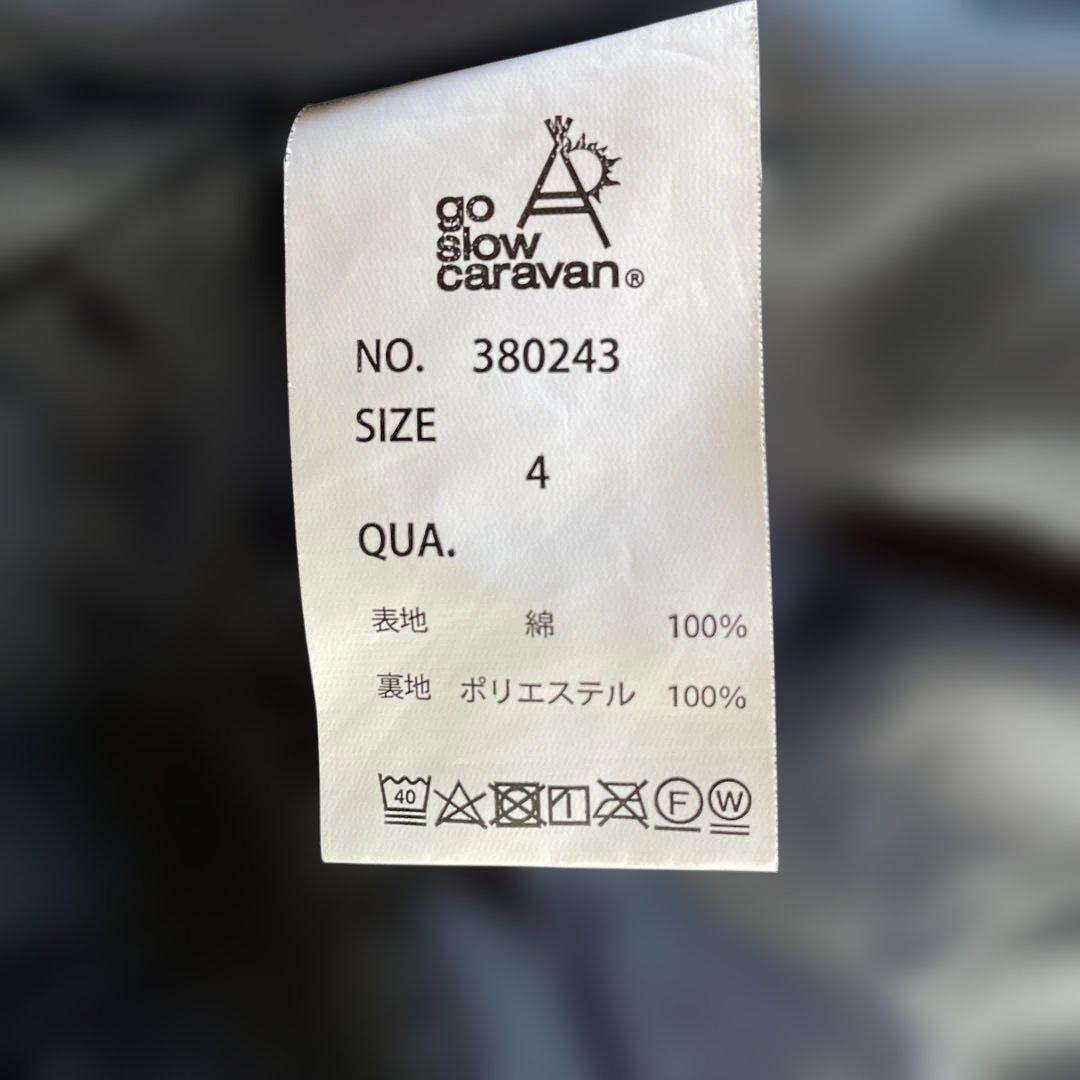 go
slow
caravan®
NO. 380243
SIZE
4
QUA.
表地 綿 100%
裏地 ポリエステル 100%
40 F W